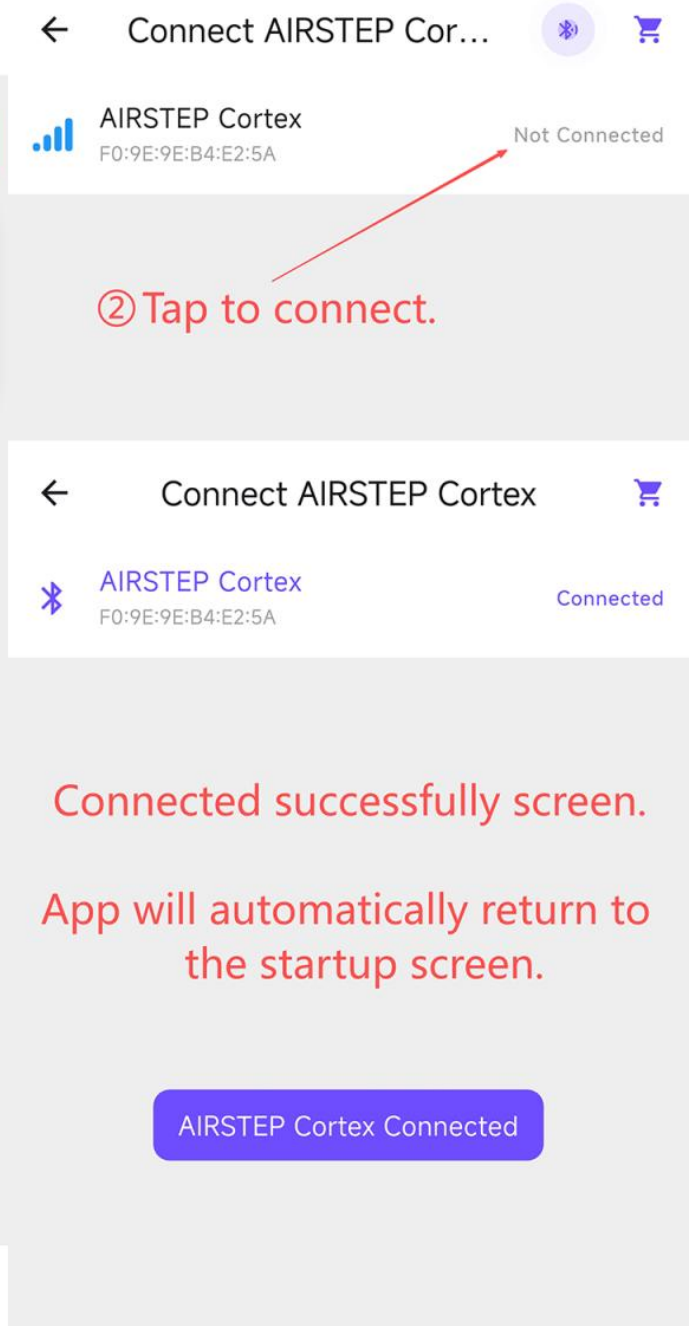 Connect AIRSTEP Cor...
AIRSTEP Cortex
Not Connected
F0:9E:9E:B4:E2:5A
② Tap to connect.
Connect AIRSTEP Cortex
AIRSTEP Cortex
Connected
F0:9E:9E:B4:E2:5A
Connected successfully screen.
App will automatically return to
the startup screen.
AIRSTEP Cortex Connected